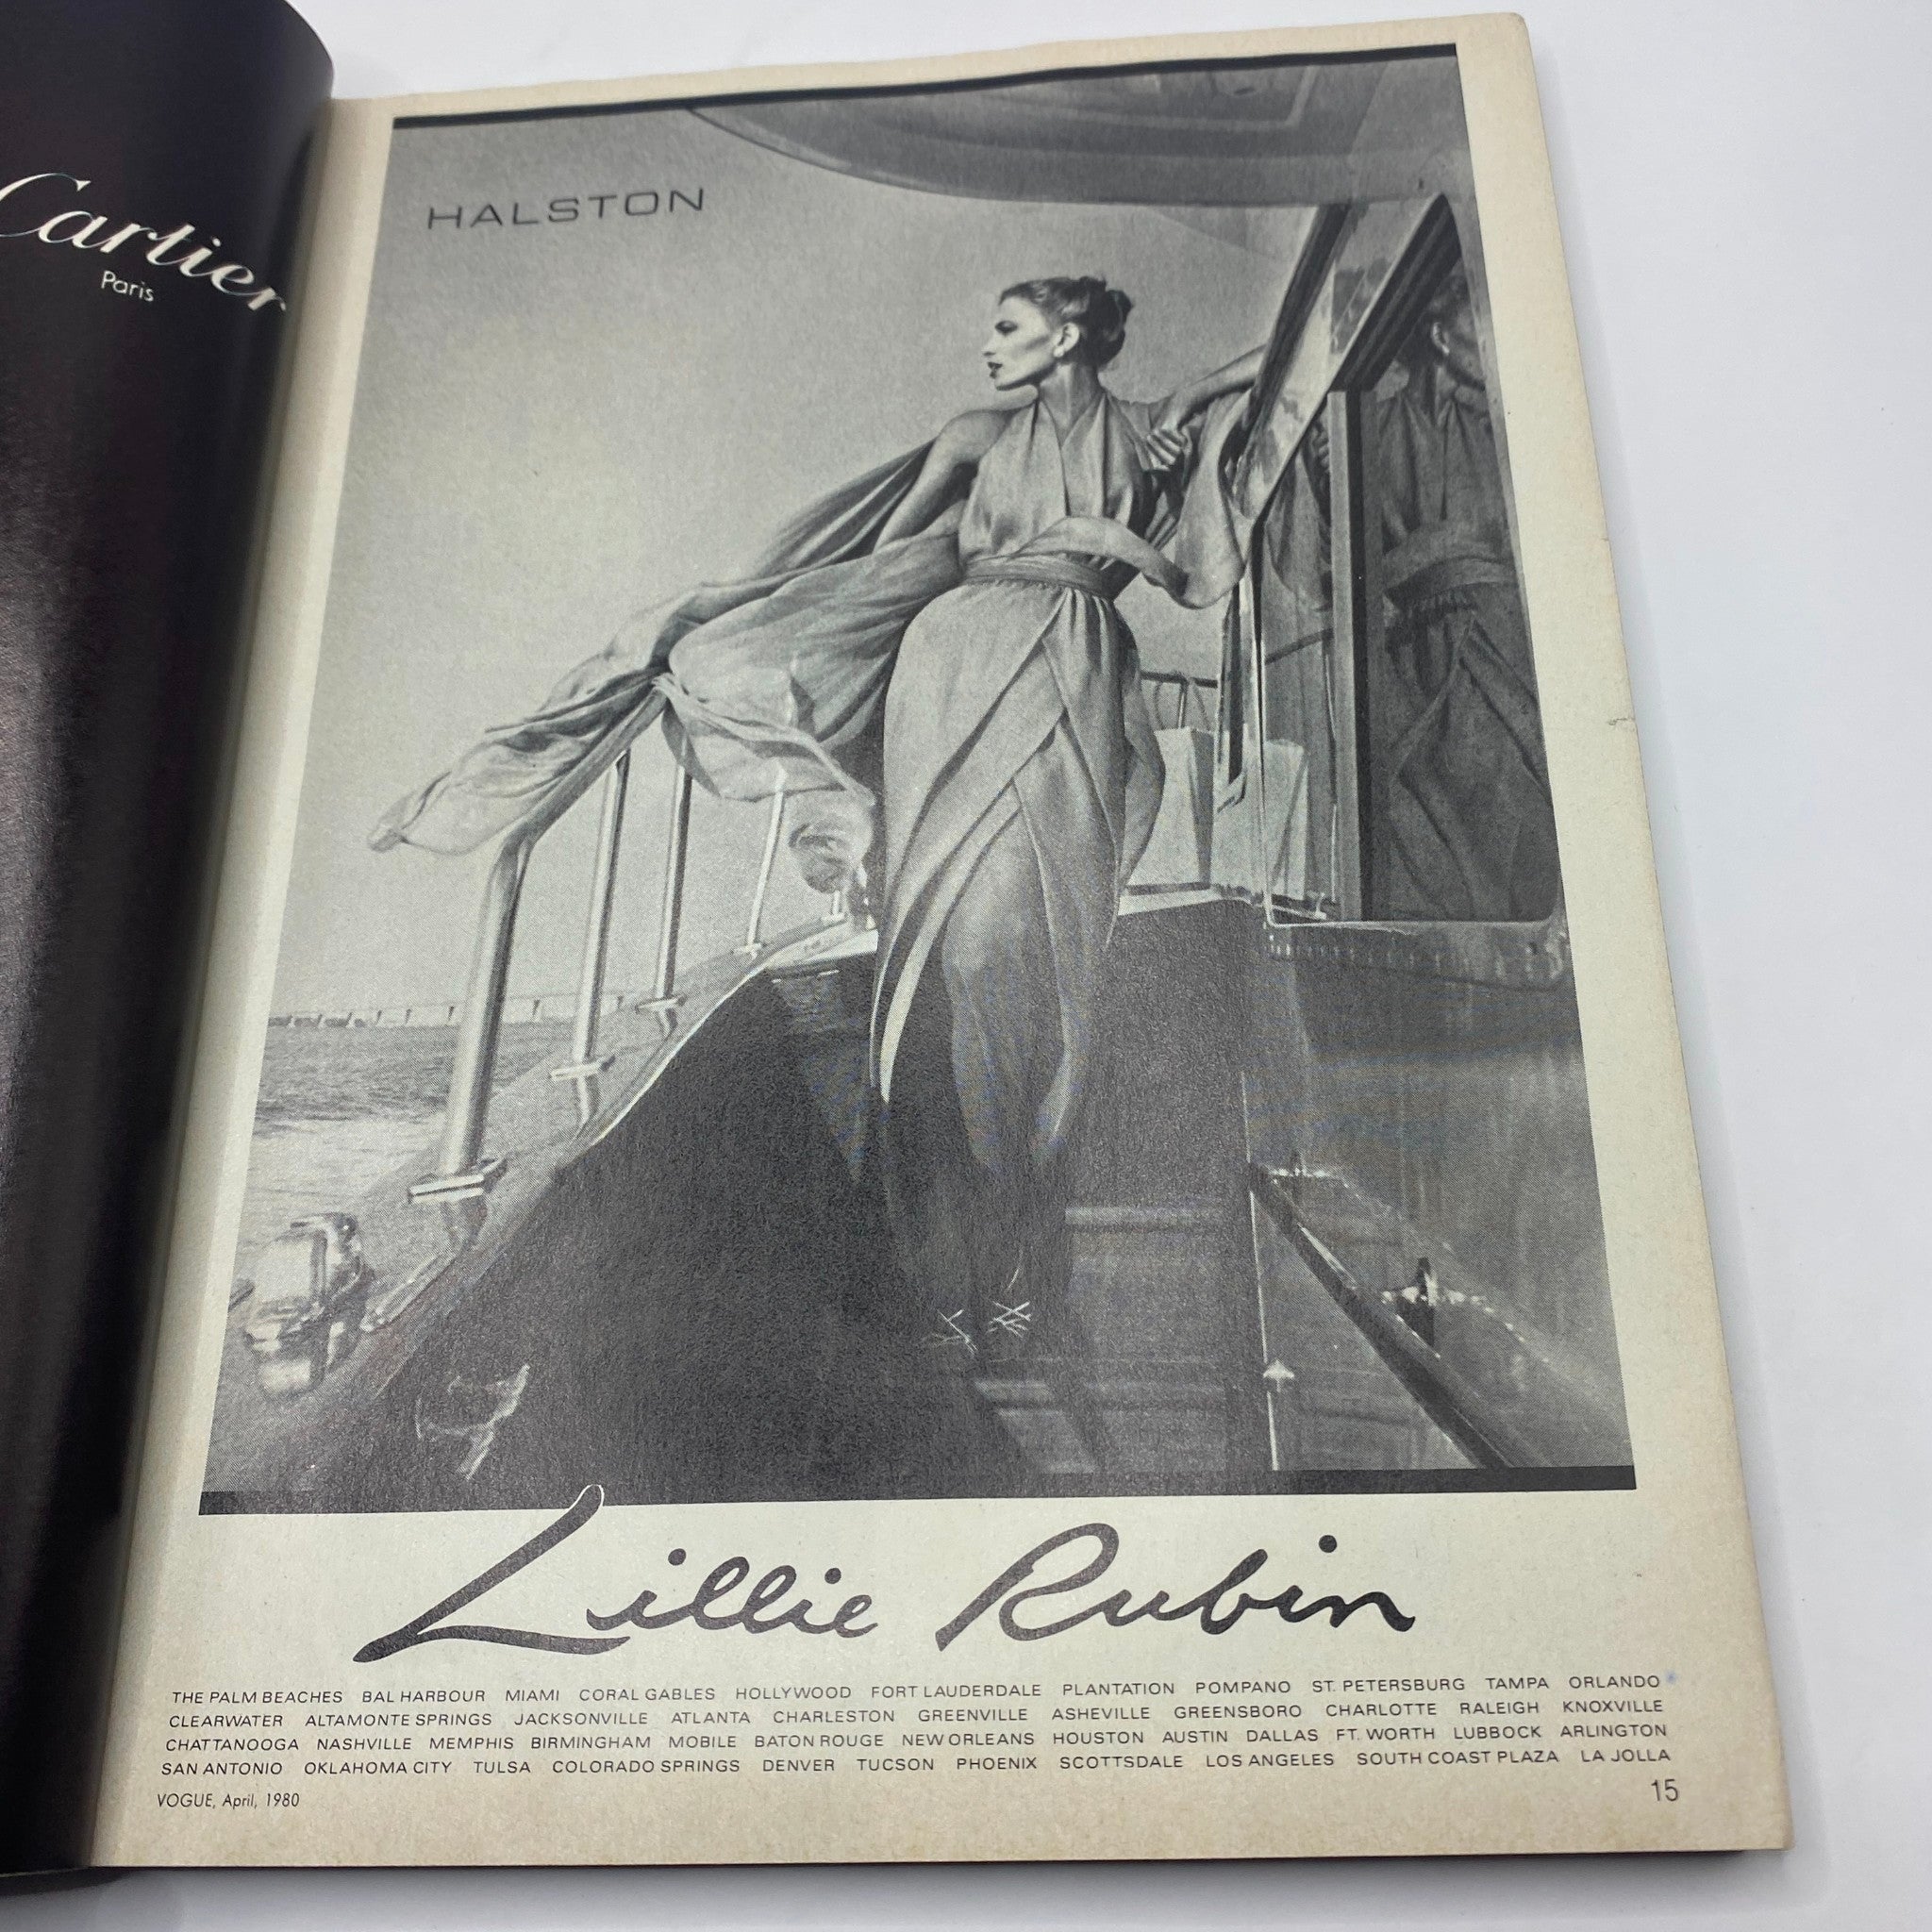 Cartier
Paris
HALSTON
Lillie Rubin
THE PALM BEACHES BAL HARBOUR MIAMI CORAL GABLES HOLLYWOOD FORT LAUDERDALE PLANTATION POMPANO ST. PETERSBURG TAMPA ORLANDO
CLEARWATER ALTAMONTE SPRINGS JACKSONVILLE ATLANTA CHARLESTON GREENVILLE ASHEVILLE GREENSBORO CHARLOTTE RALEIGH KNOXVILLE
CHATTANOOGA NASHVILLE MEMPHIS BIRMINGHAM MOBILE BATON ROUGE NEW ORLEANS HOUSTON AUSTIN DALLAS FT. WORTH LUBBOCK ARLINGTON
SAN ANTONIO OKLAHOMA CITY TULSA COLORADO SPRINGS DENVER TUCSON PHOENIX SCOTTSDALE LOS ANGELES SOUTH COAST PLAZA LA JOLLA
VOGUE, April, 1980 15